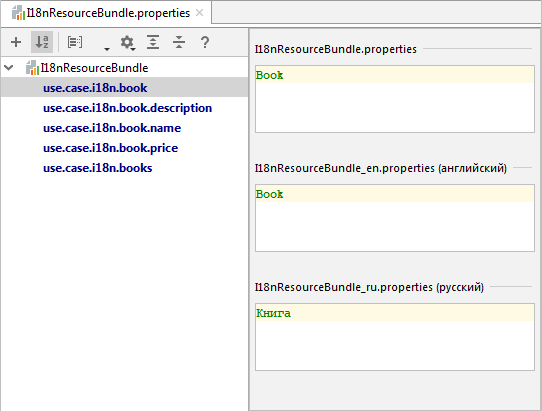 I18nResourceBundle.properties
I18nResourceBundle
use.case.i18n.book
use.case.i18n.book.description
use.case.i18n.book.name
use.case.i18n.book.price
use.case.i18n.books
I18nResourceBundle.properties
Book
I18nResourceBundle_en.properties (английский)
Book
I18nResourceBundle_ru.properties (русский)
Книга